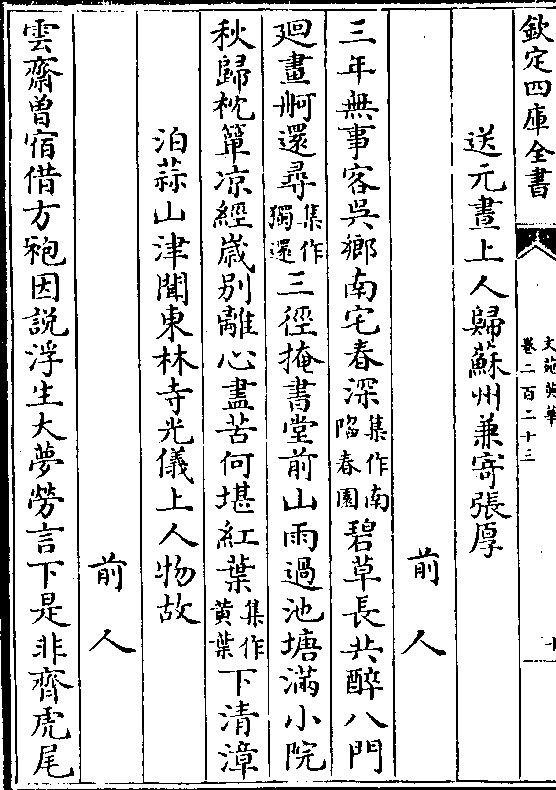 欽定四庫全書
文苑英華
卷二百二十三
十
送元晝上人歸蘇州兼寄張厚
前人
三年無事客吳鄉南宅春深集作南陷春園碧草長共醉八門
廻畫舸還尋集作獨還三徑掩書堂前山雨過池塘滿小院
秋歸枕簟凉經歲别離心盡苦何堪紅葉集作黄葉下清漳
泊蒜山津聞東林寺光儀上人物故
前人
雲齋曽宿借方袍因説浮生大夢勞言下是非齊虎尾